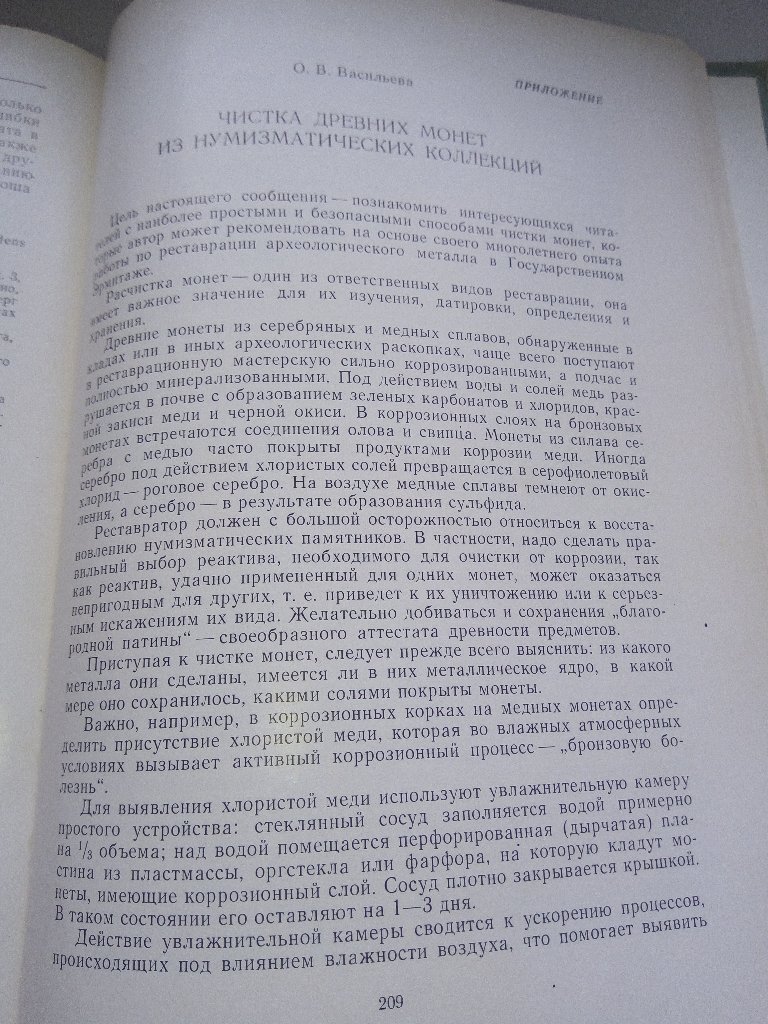 О. В. Васильева
ПРИЛОЖЕНИЕ
ЧИСТКА ДРЕВНИХ МОНЕТ
ИЗ НУМИЗМАТИЧЕСКИХ КОЛЛЕКЦИЙ
Цель настоящего сообщения — познакомить интересующихся чита-
телей с наиболее простыми и безопасными способами чистки монет, ко-
торые автор может рекомендовать на основе своего многолетнего опыта
работы по реставрации археологического металла в Государственном
Эрмитаже.
Расчистка монет — один из ответственных видов реставрации, она
имеет важное значение для их изучения, датировки, определения и
хранения.
Древние монеты из серебряных и медных сплавов, обнаруженные в
кладах или в иных археологических раскопках, чаще всего поступают
в реставрационную мастерскую сильно коррозированными, а подчас и
полностью минерализованными. Под действием воды и солей медь раз-
рушается в почве с образованием зеленых карбонатов и хлоридов, крас-
ной закиси меди и черной окиси. В коррозионных слоях на бронзовых
монетах встречаются соединения олова и свинца. Монеты из сплава се-
ребра с медью часто покрыты продуктами коррозии меди. Иногда
серебро под действием хлористых солей превращается в серофиолетовый
хлорид — роговое серебро. На воздухе медные сплавы темнеют от окис-
ления, а серебро — в результате образования сульфида.
Реставратор должен с большой осторожностью относиться к восста-
новлению нумизматических памятников. В частности, надо сделать пра-
вильный выбор реактива, необходимого для очистки от коррозии, так
как реактив, удачно примененный для одних монет, может оказаться
непригодным для других, т. е. приведет к их уничтожению или к серьез-
ным искажениям их вида. Желательно добиваться и сохранения „благо-
родной патины“ — своеобразного аттестата древности предметов.
Приступая к чистке монет, следует прежде всего выяснить: из какого
металла они сделаны, имеется ли в них металлическое ядро, в какой
мере оно сохранилось, какими солями покрыты монеты.
Важно, например, в коррозионных корках на медных монетах опре-
делить присутствие хлористой меди, которая во влажных атмосферных
условиях вызывает активный коррозионный процесс — „бронзовую бо-
лезнь“.
Для выявления хлористой меди используют увлажнительную камеру
простого устройства: стеклянный сосуд заполняется водой примерно
на 1/3 объема; над водой помещается перфорированная (дырчатая) пла-
стина из пластмассы, оргстекла или фарфора, на которую кладут мо-
неты, имеющие коррозионный слой. Сосуд плотно закрывается крышкой.
В таком состоянии его оставляют на 1—3 дня.
Действие увлажнительной камеры сводится к ускорению процессов,
происходящих под влиянием влажности воздуха, что помогает выявить
209